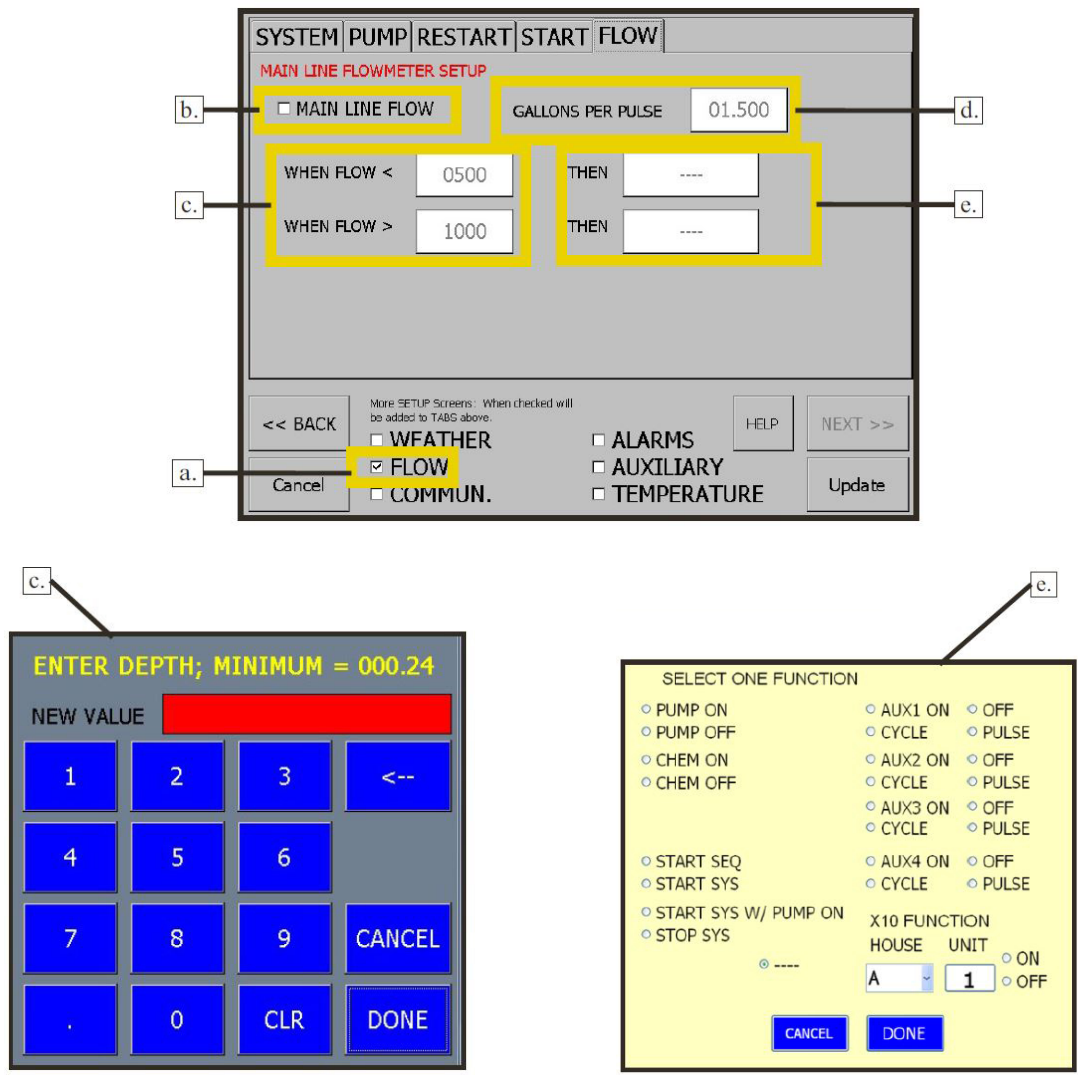 SYSTEM PUMP RESTART START FLOW
MAIN LINE FLOWMETER SETUP
b. MAIN LINE FLOW GALLONS PER PULSE 01.500 d.
WHEN FLOW < 0500 THEN ----
c. e.
WHEN FLOW > 1000 THEN ----
More SETUP Screens: When checked will
be added to TABS above.
<< BACK HELP NEXT >>
WEATHER ALARMS
a. FLOW AUXILIARY
Cancel Update
COMMUN. TEMPERATURE
c.
ENTER DEPTH; MINIMUM = 000.24
NEW VALUE
1 2 3 <--
4 5 6
7 8 9 CANCEL
. 0 CLR DONE
e.
SELECT ONE FUNCTION
PUMP ON AUX1 ON OFF
PUMP OFF CYCLE PULSE
CHEM ON AUX2 ON OFF
CHEM OFF CYCLE PULSE
AUX3 ON OFF
CYCLE PULSE
START SEQ AUX4 ON OFF
START SYS CYCLE PULSE
START SYS W/ PUMP ON X10 FUNCTION
STOP SYS HOUSE UNIT
---- A 1 ON
OFF
CANCEL DONE